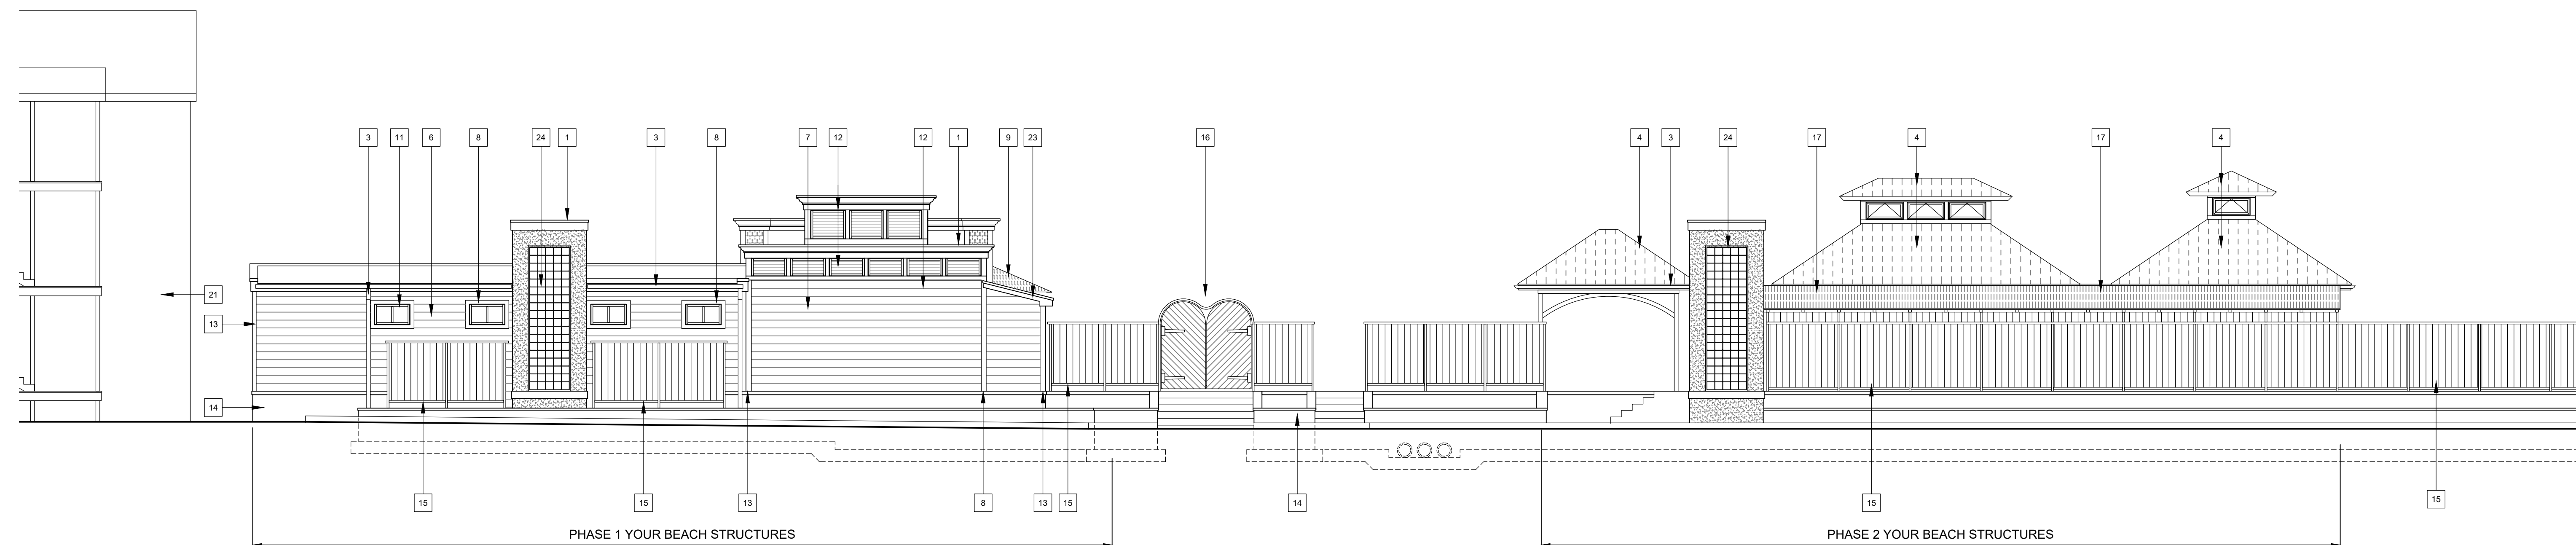 3 11 6 8 24 1 3 8 7 12 12 1 9 23 16 4 3 24 17 4 17 4
21
13
14
15 15 13 8 13 15 14 15 15
PHASE 1 YOUR BEACH STRUCTURES PHASE 2 YOUR BEACH STRUCTURES